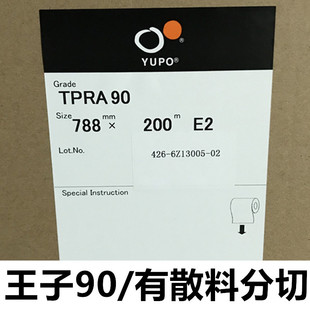 YUPO®
Grade
TPRA 90
Size 788 mm × 200 m E2
Lot.No. 426-6Z13005-02
Special Instruction
王子90/有散料分切